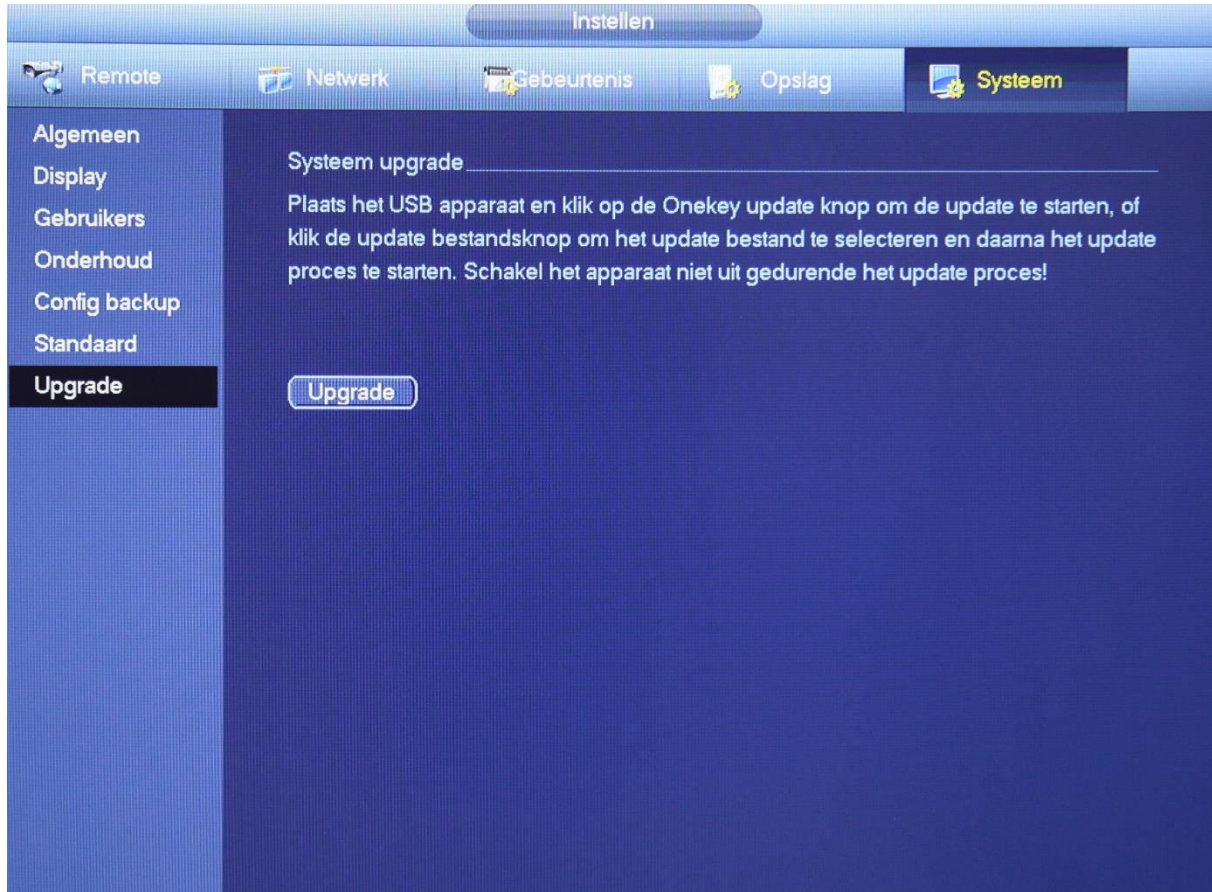 Instellen
Remote
Netwerk
Gebeurtenis
Opslag
Systeem
Algemeen
Display
Gebruikers
Onderhoud
Config backup
Standaard
Upgrade
Systeem upgrade
Plaats het USB apparaat en klik op de Onekey update knop om de update te starten, of
klik de update bestandsknop om het update bestand te selecteren en daarna het update
proces te starten. Schakel het apparaat niet uit gedurende het update proces!
Upgrade